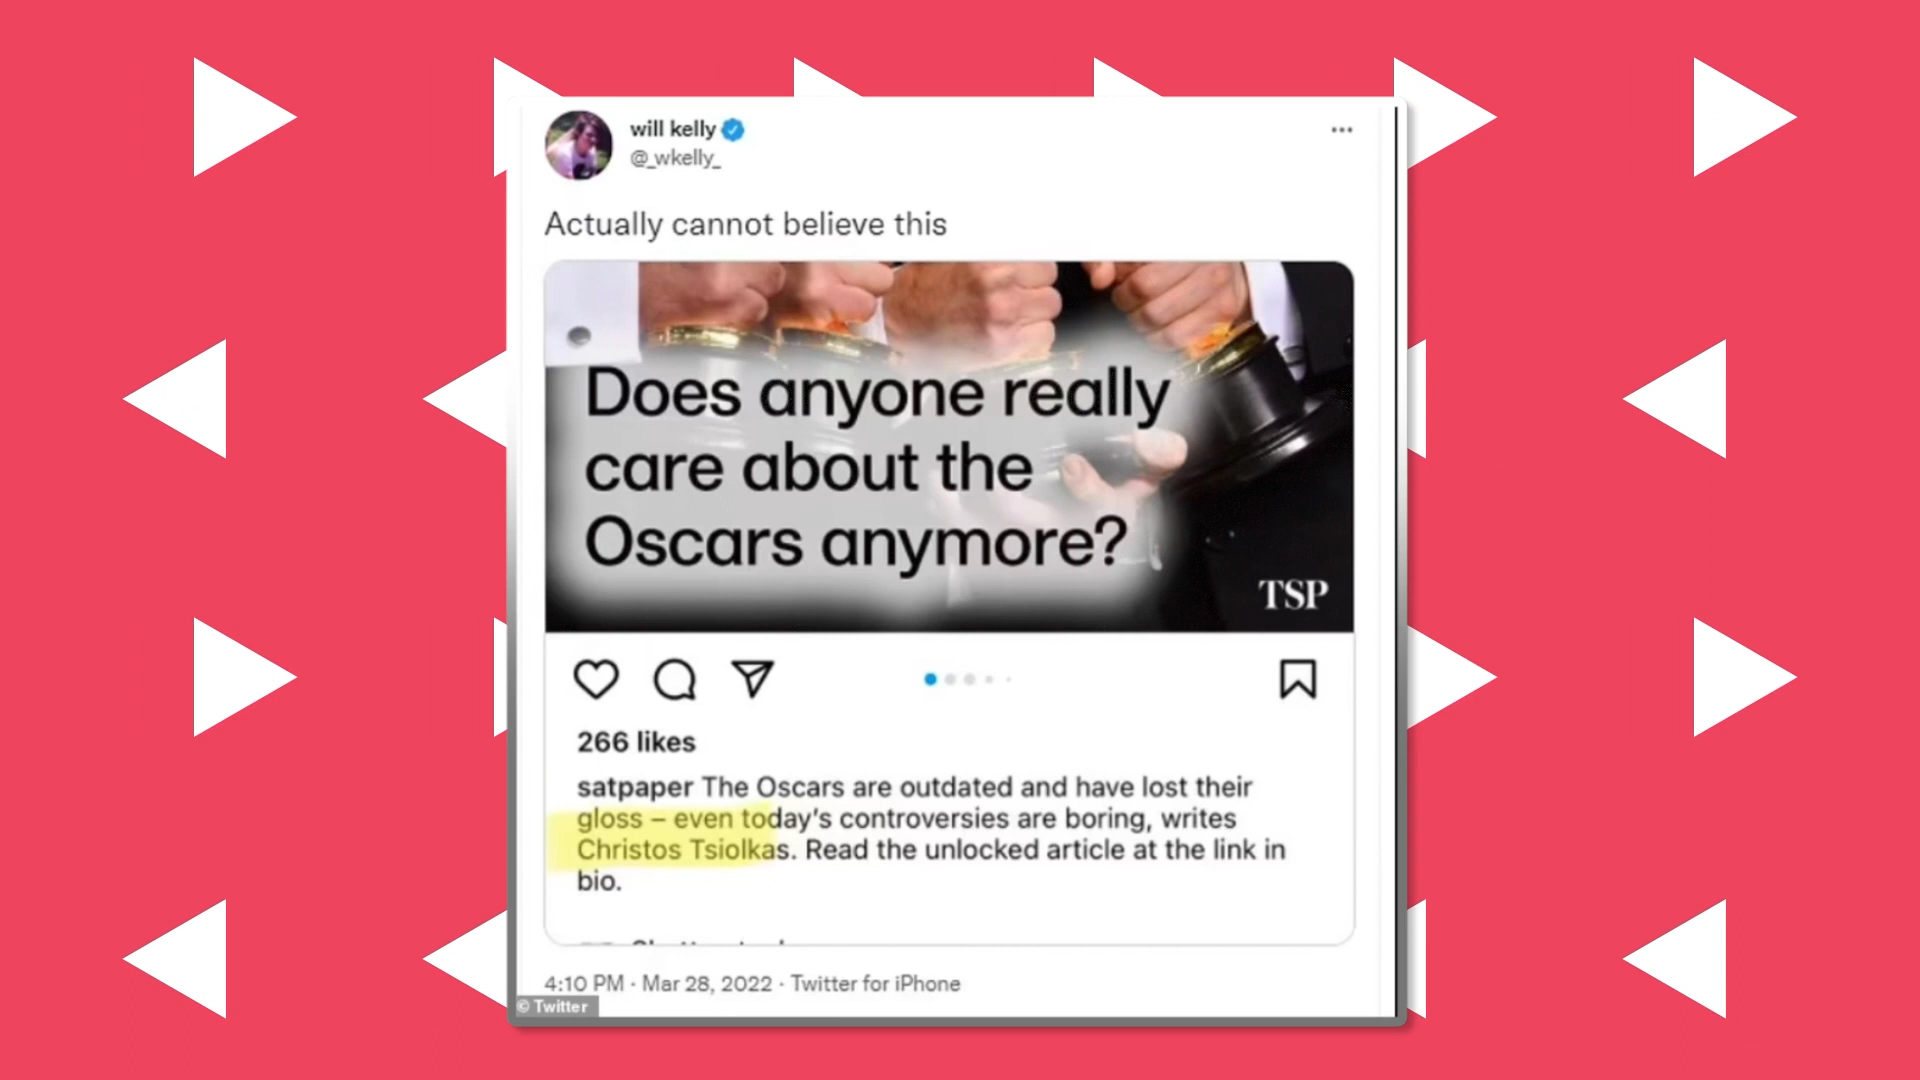 will kelly
@_wkelly_
Actually cannot believe this
Does anyone really
care about the
Oscars anymore?
TSP
266 likes
satpaper The Oscars are outdated and have lost their
gloss – even today's controversies are boring, writes
Christos Tsiolkas. Read the unlocked article at the link in
bio.
4:10 PM · Mar 28, 2022 · Twitter for iPhone
© Twitter